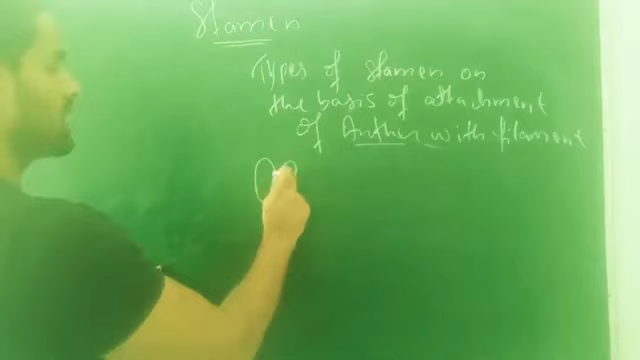 Stamen
Types of stamen on
the basis of attachment
of Anther with filament